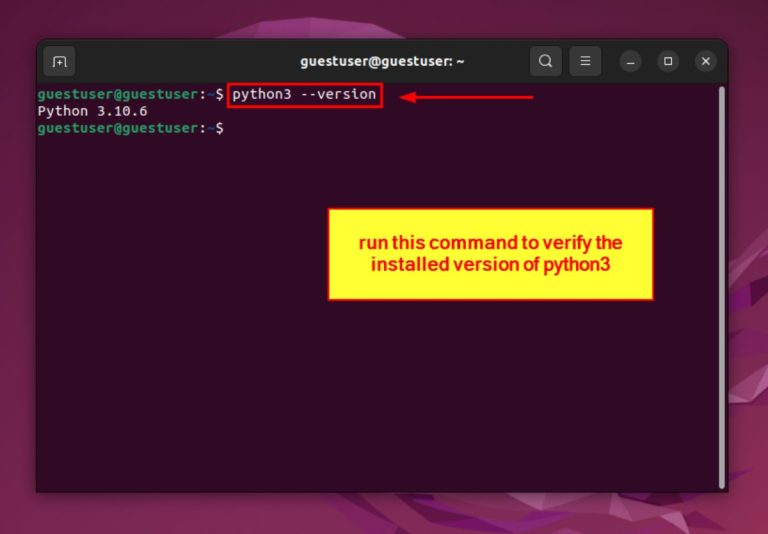 guestuser@guestuser: ~
guestuser@guestuser:~$ python3 --version
Python 3.10.6
guestuser@guestuser:~$
run this command to verify the
installed version of python3